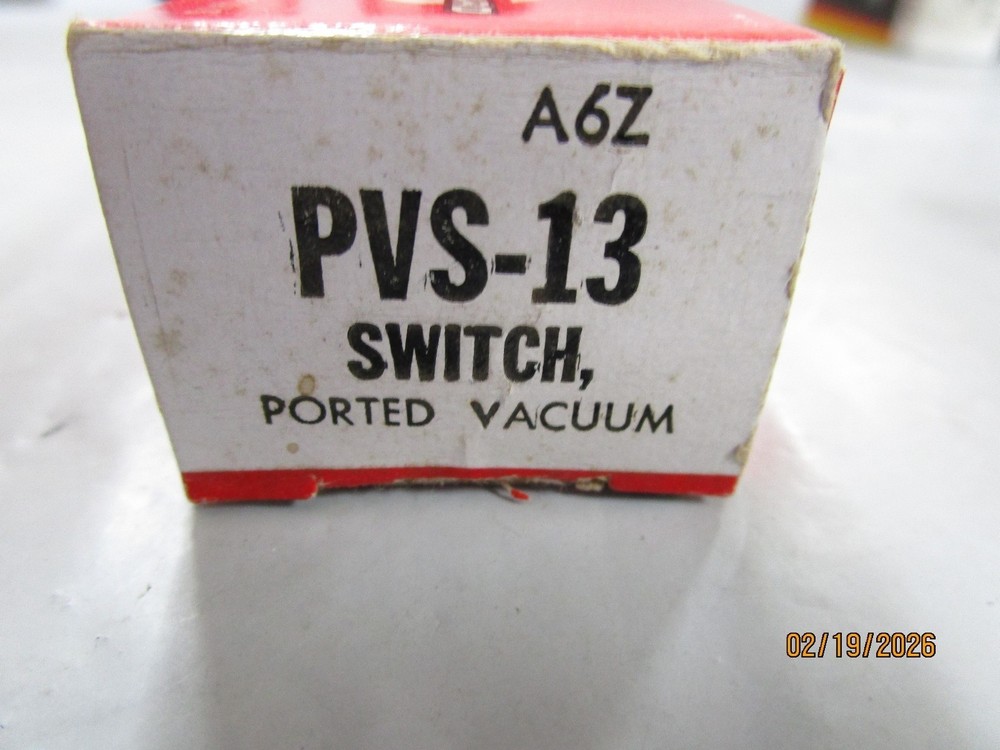 A6Z
PVS-13
SWITCH,
PORTED VACUUM
02/19/2026